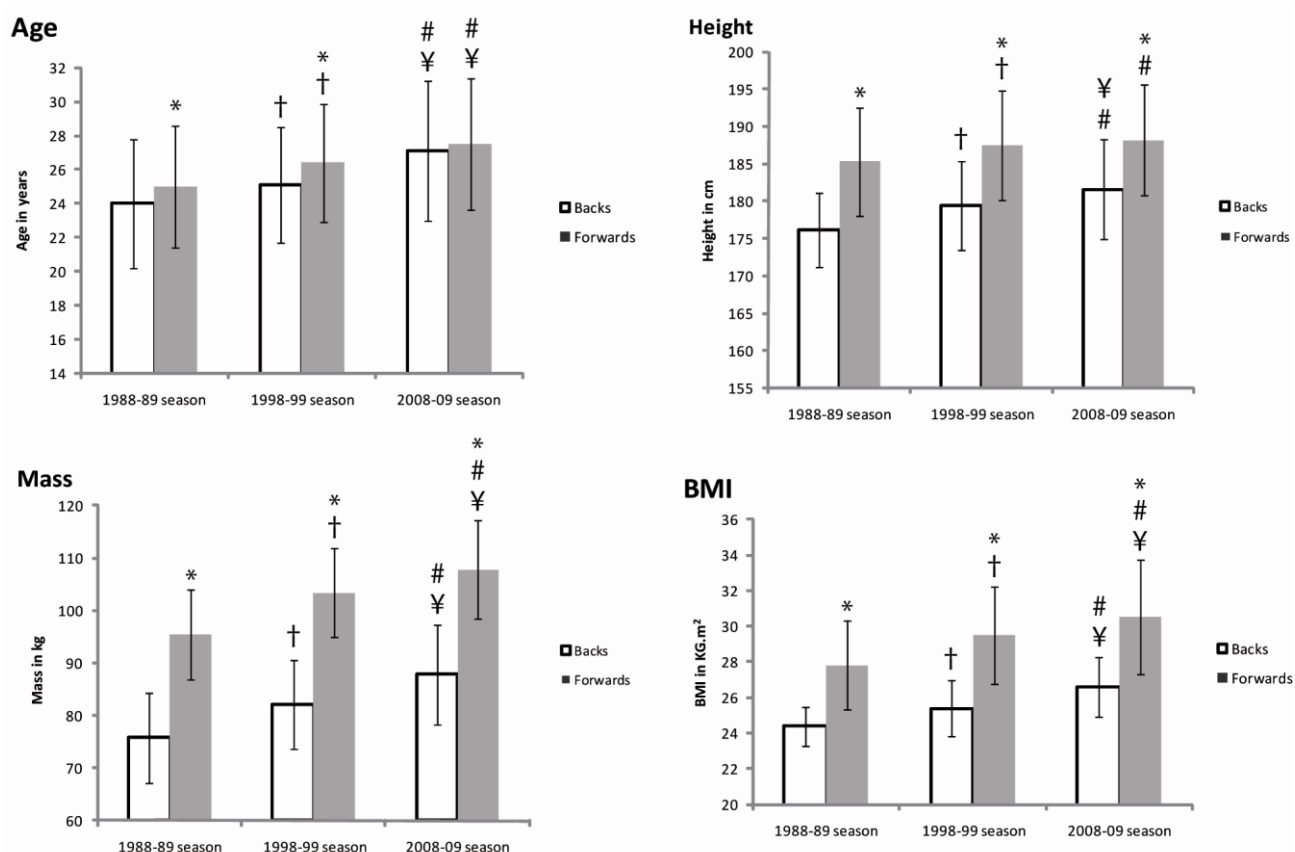 Age
Age in years
32
30
28
26
24
22
20
18
16
14
*
†
*
†
#
¥
#
¥
1988-89 season
1998-99 season
2008-09 season
Backs
Forwards
Height
Height in cm
200
195
190
185
180
175
170
165
160
155
*
†
*
†
¥
#
*
#
1988-89 season
1998-99 season
2008-09 season
Backs
Forwards
Mass
Mass in kg
120
110
100
90
80
70
60
*
†
*
†
#
¥
*
#
¥
1988-89 season
1998-99 season
2008-09 season
Backs
Forwards
BMI
BMI in KG.m²
36
34
32
30
28
26
24
22
20
*
†
*
†
#
¥
*
#
¥
1988-89 season
1998-99 season
2008-09 season
Backs
Forwards